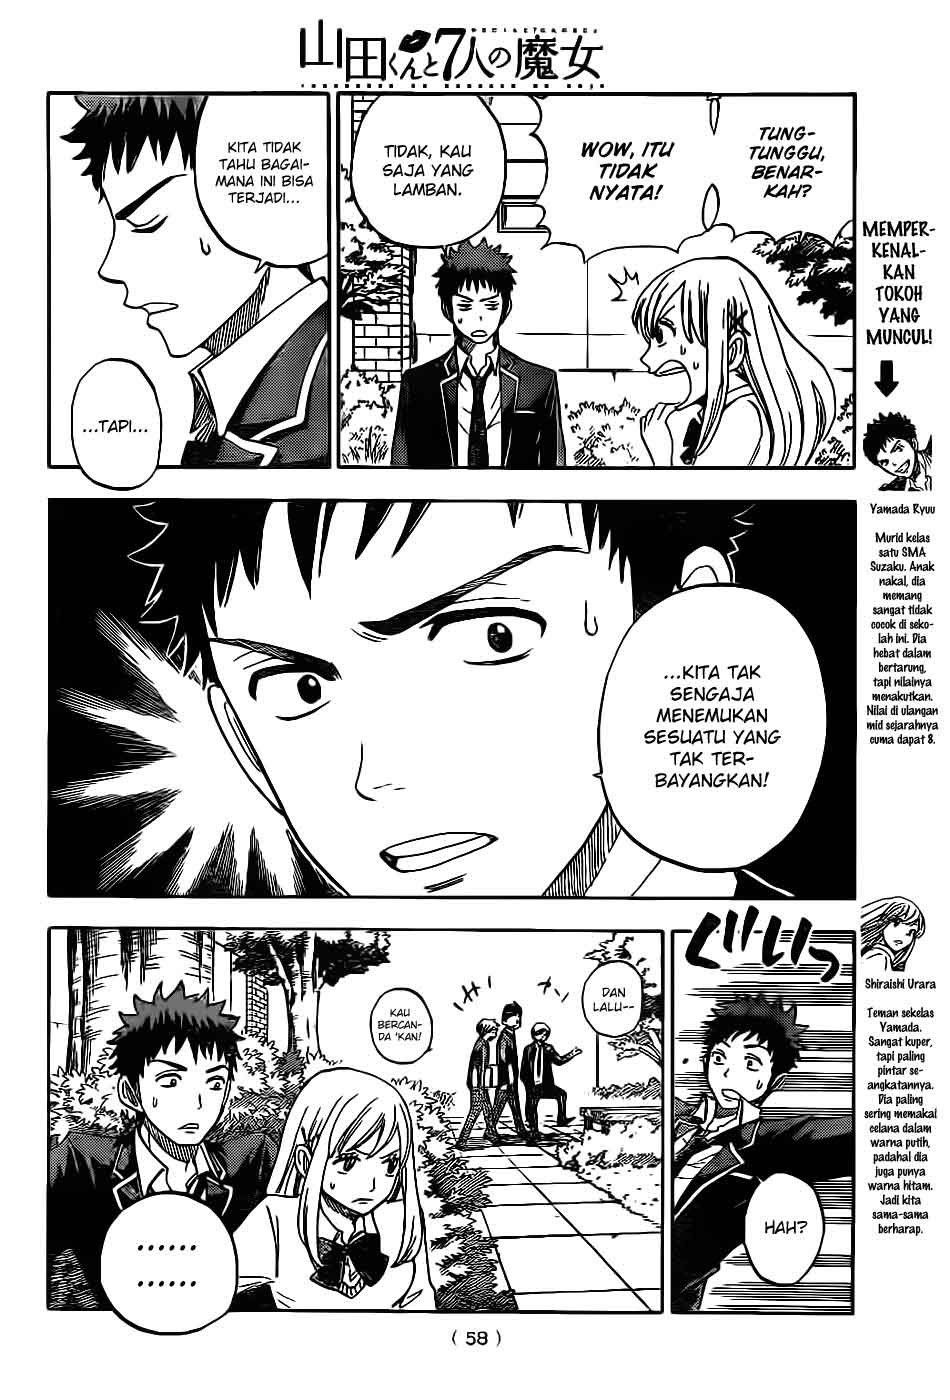 山田くんと7人の魔女
TUNG-
TUNGGU,
BENAR-
KAH?
WOW, ITU
TIDAK
NYATA!
TIDAK, KAU
SAJA YANG
LAMBAN.
KITA TIDAK
TAHU BAGAI-
MANA INI BISA
TERJADI...
...TAPI...
...KITA TAK
SENGAJA
MENEMUKAN
SESUATU YANG
TAK TER-
BAYANGKAN!
HAH?
DAN
LALU--
KAU
BERCAN-
DA 'KAN!
......
......
MEMPER-
KENAL-
KAN
TOKOH
YANG
MUNCUL!
Yamada Ryuu
Murid kelas
satu SMA
Suzaku. Anak
nakal, dia
memang
sangat tidak
cocok di seko-
lah ini. Dia
hebat dalam
bertarung,
tapi nilainya
menakutkan.
Nilai di ulangan
mid sejarahnya
cuma dapat 8.
Shiraishi Urara
Teman sekelas
Yamada.
Sangat kuper,
tapi paling
pintar se-
angkatannya.
Dia paling
sering memakai
celana dalam
warna putih,
padahal dia
juga punya
warna hitam.
Jadi kita
sama-sama
berharap.
( 58 )